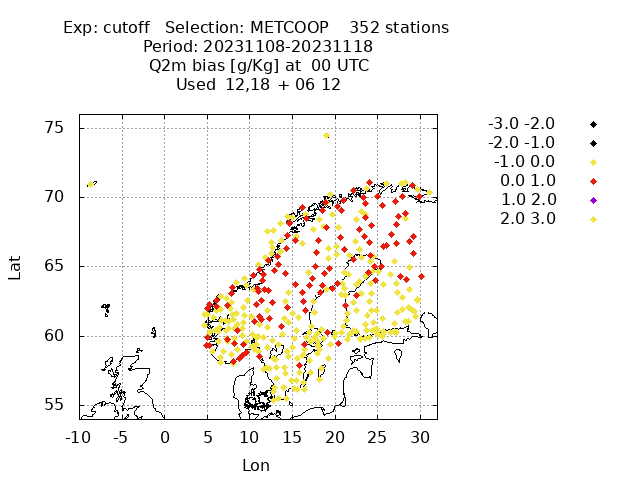 Exp: cutoff Selection: METCOOP 352 stations
Period: 20231108-20231118
Q2m bias [g/Kg] at 00 UTC
Used 12,18 + 06 12
-3.0 -2.0
-2.0 -1.0
-1.0 0.0
0.0 1.0
1.0 2.0
2.0 3.0
75
70
65
60
55
Lat
-10 -5 0 5 10 15 20 25 30
Lon